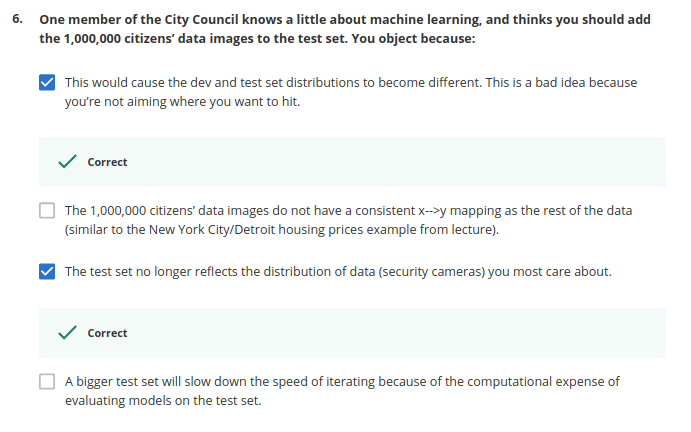 6. One member of the City Council knows a little about machine learning, and thinks you should add
the 1,000,000 citizens’ data images to the test set. You object because:
This would cause the dev and test set distributions to become different. This is a bad idea because
you’re not aiming where you want to hit.
Correct
The 1,000,000 citizens’ data images do not have a consistent x-->y mapping as the rest of the data
(similar to the New York City/Detroit housing prices example from lecture).
The test set no longer reflects the distribution of data (security cameras) you most care about.
Correct
A bigger test set will slow down the speed of iterating because of the computational expense of
evaluating models on the test set.